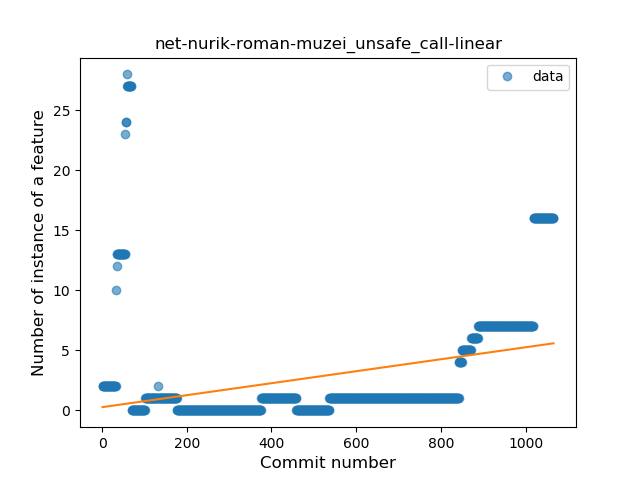 net-nurik-roman-muzei_unsafe_call-linear
data
Number of instance of a feature
25
20
15
10
5
0
0 200 400 600 800 1000
Commit number